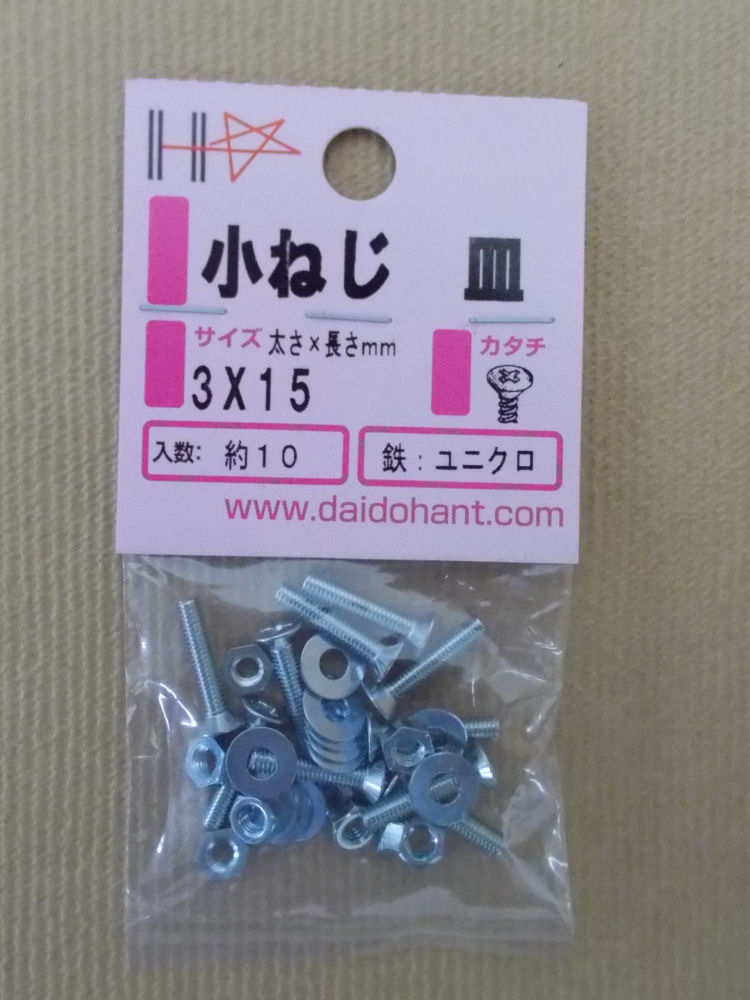 H
小ねじ 皿
サイズ 太さ×長さmm カタチ
3X15
入数: 約10 鉄:ユニクロ
www.daidohant.com